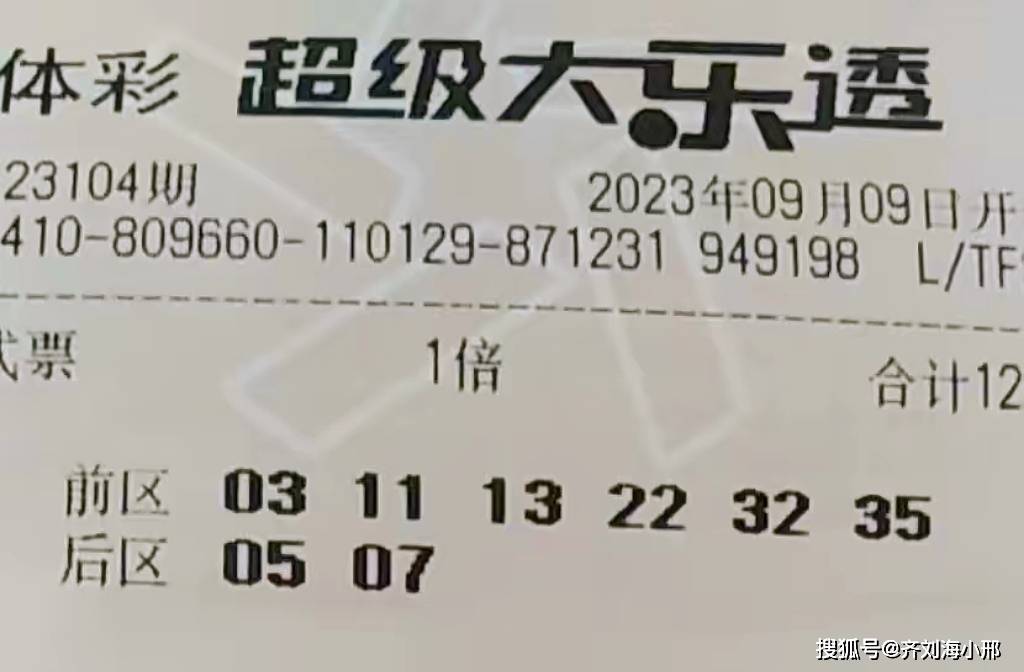 体彩 超级大乐透
23104期 2023年09月09日开
410-809660-110129-871231 949198 L/TF
式票 1倍 合计12
前区 03 11 13 22 32 35
后区 05 07
搜狐号@齐刘海小邢